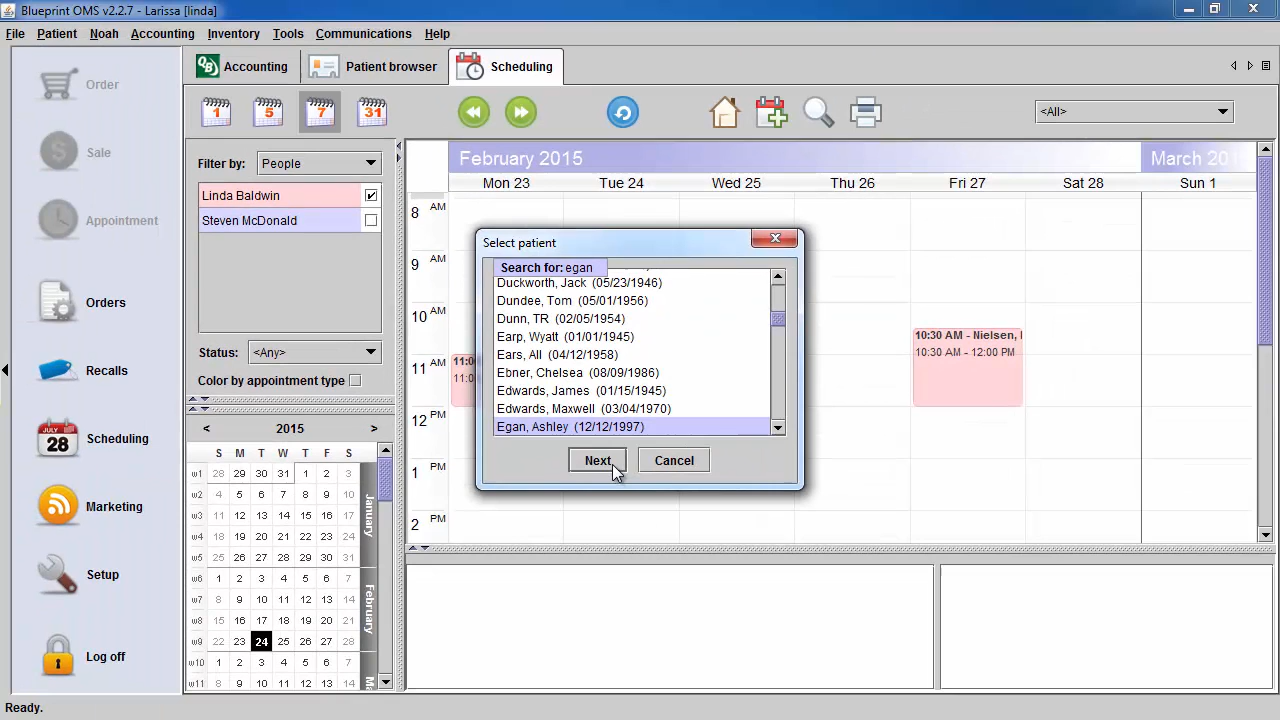 Blueprint OMS v2.2.7 - Larissa [linda]
File Patient Noah Accounting Inventory Tools Communications Help
Order
Sale
Appointment
Orders
Recalls
JULY
28
Scheduling
Marketing
Setup
Log off
QB Accounting Patient browser Scheduling
1 5 7 31 <All>
Filter by: People
Linda Baldwin
Steven McDonald
Status: <Any>
Color by appointment type
< 2015 >
S M T W T F S
w1 28 29 30 31 1 2 3
w2 4 5 6 7 8 9 10
w3 11 12 13 14 15 16 17
w4 18 19 20 21 22 23 24
w5 25 26 27 28 29 30 31
w6 1 2 3 4 5 6 7
w7 8 9 10 11 12 13 14
w8 15 16 17 18 19 20 21
w9 22 23 24 25 26 27 28
w10 1 2 3 4 5 6 7
w11 8 9 10 11 12 13 14
January
February
February 2015 March
Mon 23 Tue 24 Wed 25 Thu 26 Fri 27 Sat 28 Sun 1
8 AM
9 AM
10 AM
11 AM
12 PM
1 PM
2 PM
10:30 AM - Nielsen,
10:30 AM - 12:00 PM
Select patient
Search for: egan
Duckworth, Jack (05/23/1946)
Dundee, Tom (05/01/1956)
Dunn, TR (02/05/1954)
Earp, Wyatt (01/01/1945)
Ears, All (04/12/1958)
Ebner, Chelsea (08/09/1986)
Edwards, James (01/15/1945)
Edwards, Maxwell (03/04/1970)
Egan, Ashley (12/12/1997)
Next Cancel
Ready.